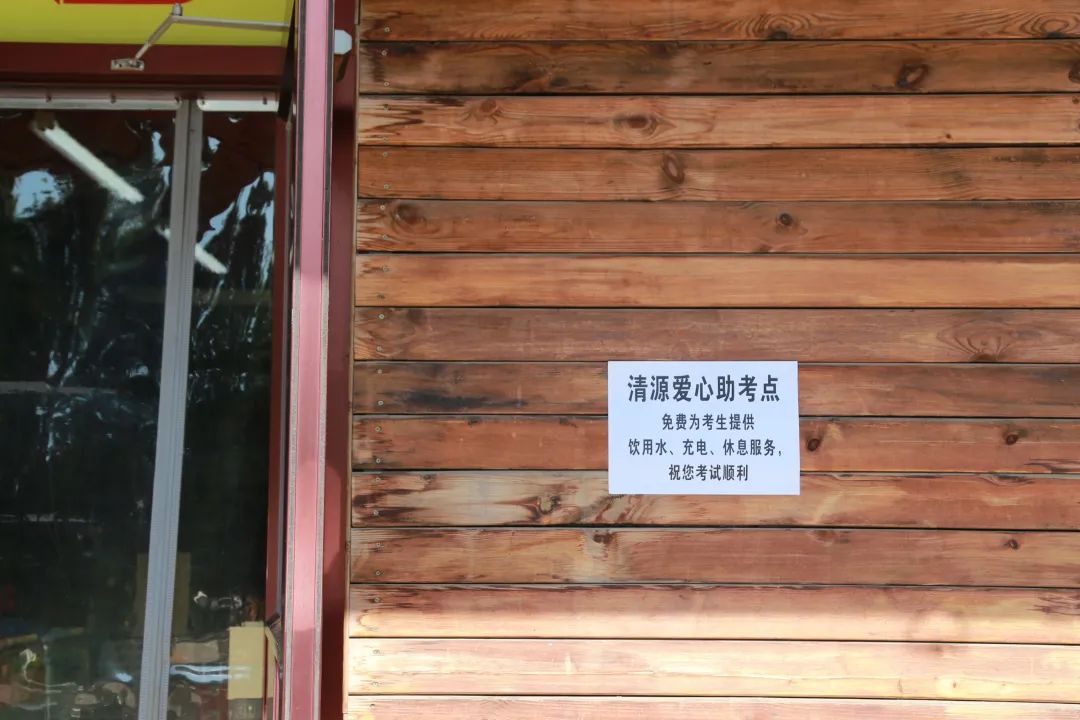 清源爱心助考点
免费为考生提供
饮用水、充电、休息服务，
祝您考试顺利